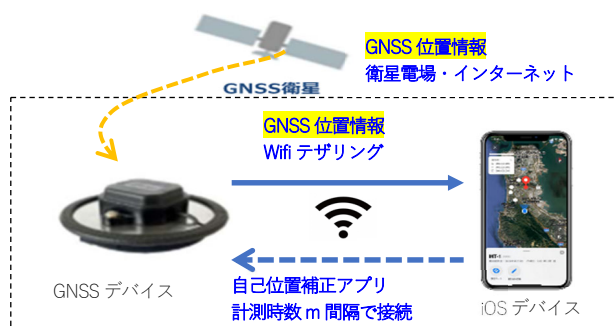 GNSS 位置情報
衛星電場・インターネット
GNSS衛星
GNSS 位置情報
Wifi テザリング
自己位置補正アプリ
計測時数 m 間隔で接続
GNSS デバイス
iOS デバイス